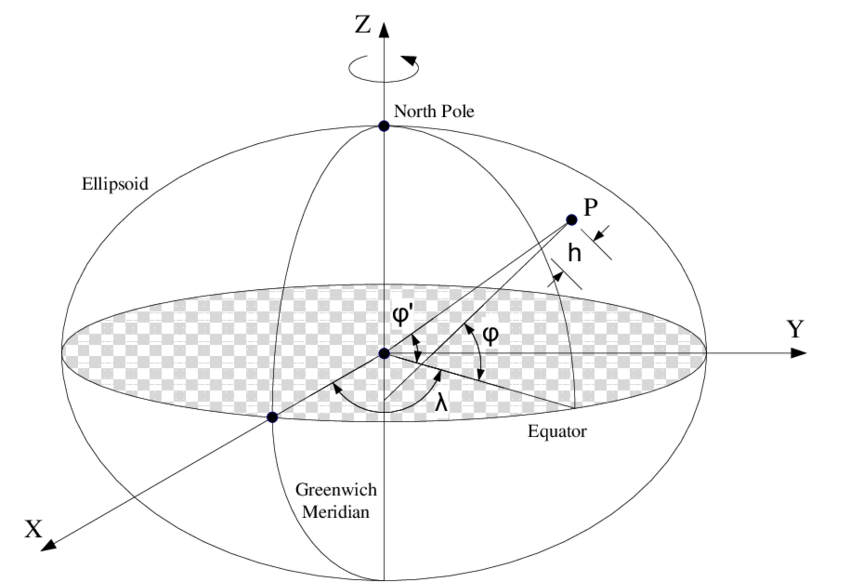 Z
North Pole
Ellipsoid
P
h
φ'
φ
Y
λ
Equator
Greenwich
Meridian
X